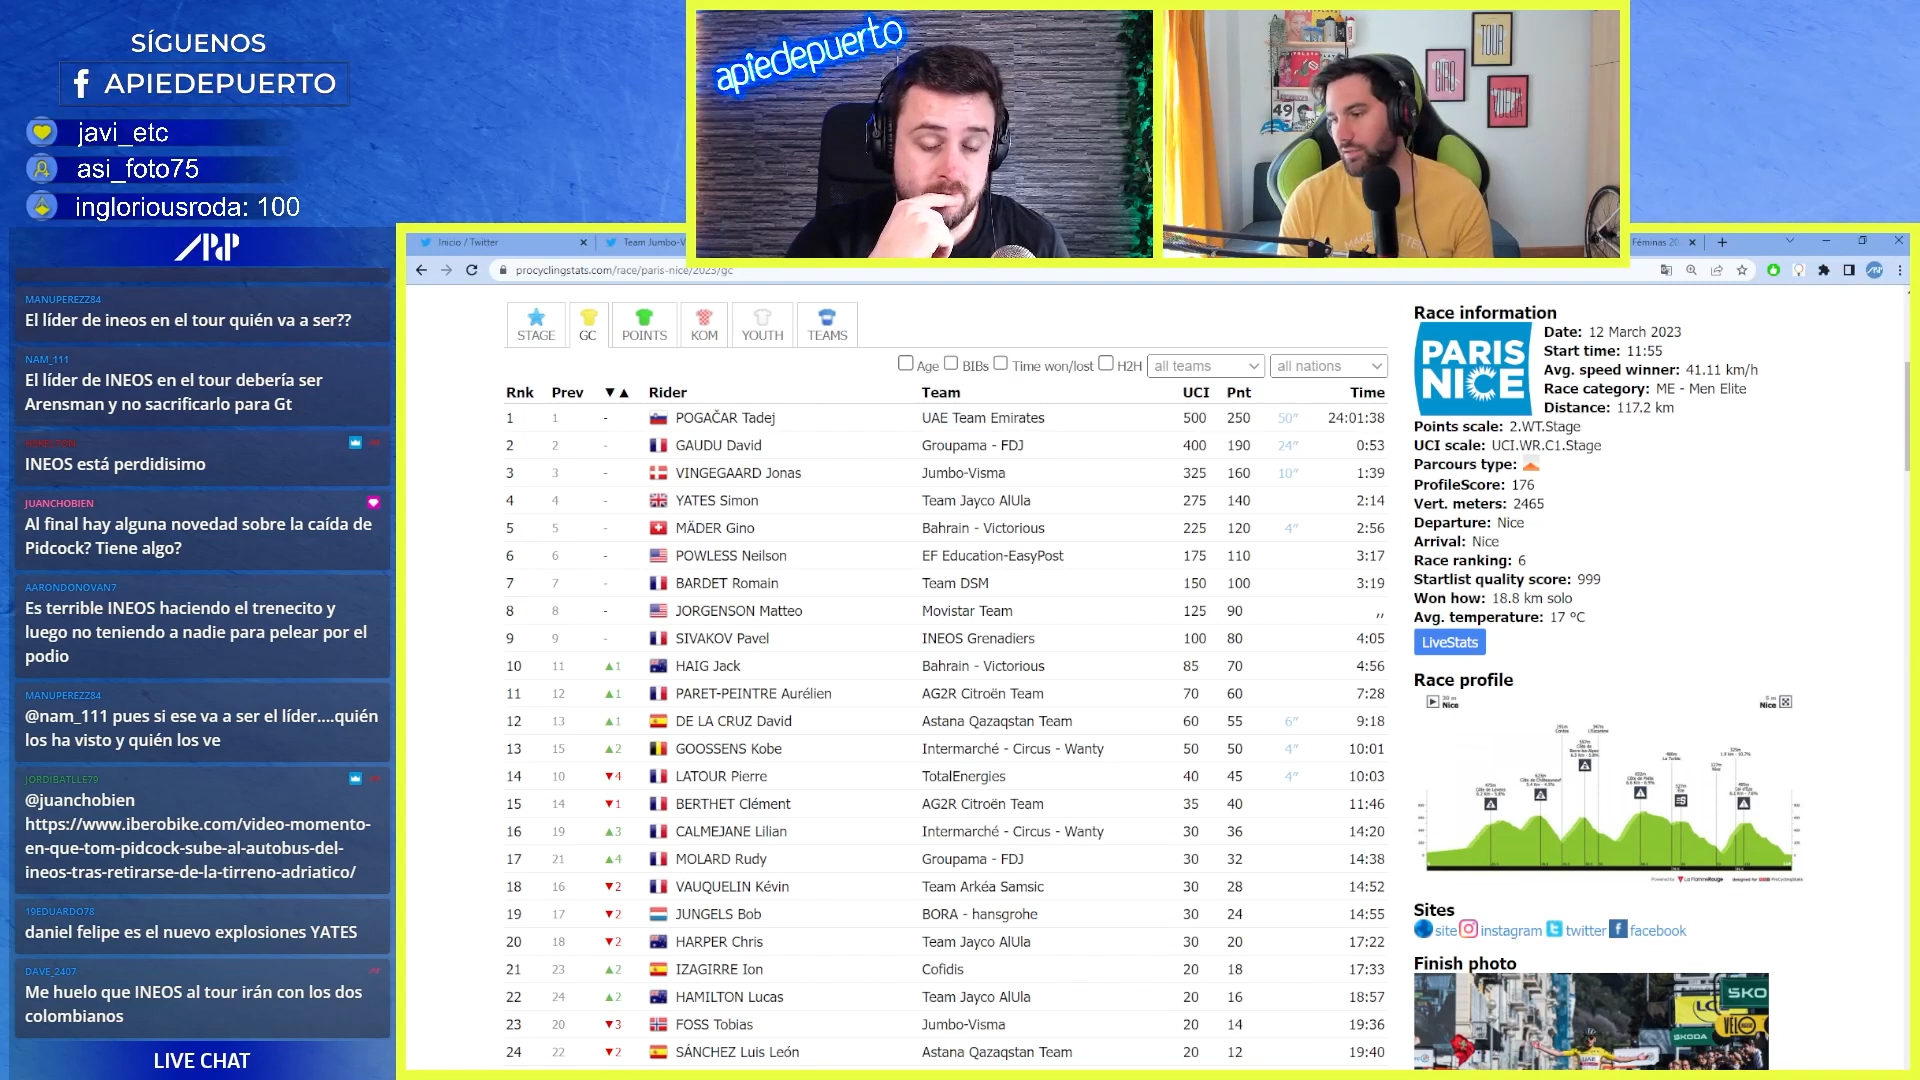 SÍGUENOS
APIEDEPUERTO
javi_etc
asi_foto75
ingloriousroda: 100
MANUPEREZZ84
El líder de ineos en el tour quién va a ser??
NAM_111
El líder de INEOS en el tour debería ser
Arensman y no sacrificarlo para Gt
INEOS está perdidisimo
JUANCHOBIEN
Al final hay alguna novedad sobre la caída de
Pidcock? Tiene algo?
AARONDONOVAN7
Es terrible INEOS haciendo el trenecito y
luego no teniendo a nadie para pelear por el
podio
MANUPEREZZ84
@nam_111 pues si ese va a ser el líder....quién
los ha visto y quién los ve
JORDIBATLLE79
@juanchobien
https://www.iberobike.com/video-momento-
en-que-tom-pidcock-sube-al-autobus-del-
ineos-tras-retirarse-de-la-tirreno-adriatico/
19EDUARDO78
daniel felipe es el nuevo explosiones YATES
DAVE_2407
Me huelo que INEOS al tour irán con los dos
colombianos
LIVE CHAT
apiedepuerto
TOUR
GIRO
VUELTA
49
Inicio / Twitter
Team Jumbo-V
Féminas 20
procyclingstats.com/race/paris-nice/2023/gc
STAGE GC POINTS KOM YOUTH TEAMS
Age BIBs Time won/lost H2H all teams all nations
Rnk Prev ▼▲ Rider Team UCI Pnt Time
1 1 - POGAČAR Tadej UAE Team Emirates 500 250 50″ 24:01:38
2 2 - GAUDU David Groupama - FDJ 400 190 24″ 0:53
3 3 - VINGEGAARD Jonas Jumbo-Visma 325 160 10″ 1:39
4 4 - YATES Simon Team Jayco AlUla 275 140 2:14
5 5 - MÄDER Gino Bahrain - Victorious 225 120 4″ 2:56
6 6 - POWLESS Neilson EF Education-EasyPost 175 110 3:17
7 7 - BARDET Romain Team DSM 150 100 3:19
8 8 - JORGENSON Matteo Movistar Team 125 90 ,,
9 9 - SIVAKOV Pavel INEOS Grenadiers 100 80 4:05
10 11 ▲1 HAIG Jack Bahrain - Victorious 85 70 4:56
11 12 ▲1 PARET-PEINTRE Aurélien AG2R Citroën Team 70 60 7:28
12 13 ▲1 DE LA CRUZ David Astana Qazaqstan Team 60 55 6″ 9:18
13 15 ▲2 GOOSSENS Kobe Intermarché - Circus - Wanty 50 50 4″ 10:01
14 10 ▼4 LATOUR Pierre TotalEnergies 40 45 4″ 10:03
15 14 ▼1 BERTHET Clément AG2R Citroën Team 35 40 11:46
16 19 ▲3 CALMEJANE Lilian Intermarché - Circus - Wanty 30 36 14:20
17 21 ▲4 MOLARD Rudy Groupama - FDJ 30 32 14:38
18 16 ▼2 VAUQUELIN Kévin Team Arkéa Samsic 30 28 14:52
19 17 ▼2 JUNGELS Bob BORA - hansgrohe 30 24 14:55
20 18 ▼2 HARPER Chris Team Jayco AlUla 30 20 17:22
21 23 ▲2 IZAGIRRE Ion Cofidis 20 18 17:33
22 24 ▲2 HAMILTON Lucas Team Jayco AlUla 20 16 18:57
23 20 ▼3 FOSS Tobias Jumbo-Visma 20 14 19:36
24 22 ▼2 SÁNCHEZ Luis León Astana Qazaqstan Team 20 12 19:40
Race information
PARIS
NICE
Date: 12 March 2023
Start time: 11:55
Avg. speed winner: 41.11 km/h
Race category: ME - Men Elite
Distance: 117.2 km
Points scale: 2.WT.Stage
UCI scale: UCI.WR.C1.Stage
Parcours type:
ProfileScore: 176
Vert. meters: 2465
Departure: Nice
Arrival: Nice
Race ranking: 6
Startlist quality score: 999
Won how: 18.8 km solo
Avg. temperature: 17 °C
LiveStats
Race profile
Nice
Nice
Sites
site instagram twitter facebook
Finish photo
SKO
SKODA